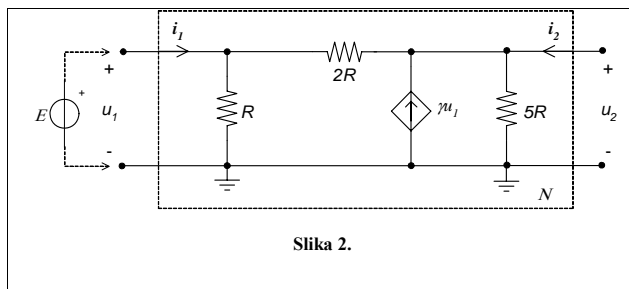 i₁ i₂
+ 2R +
E + u₁ R γu₁ 5R u₂
- -
N
Slika 2.